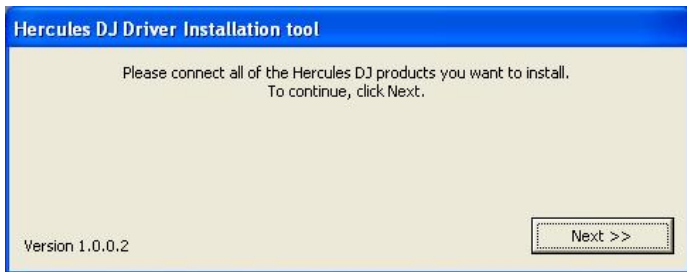 Hercules DJ Driver Installation tool
Please connect all of the Hercules DJ products you want to install.
To continue, click Next.
Next >>
Version 1.0.0.2